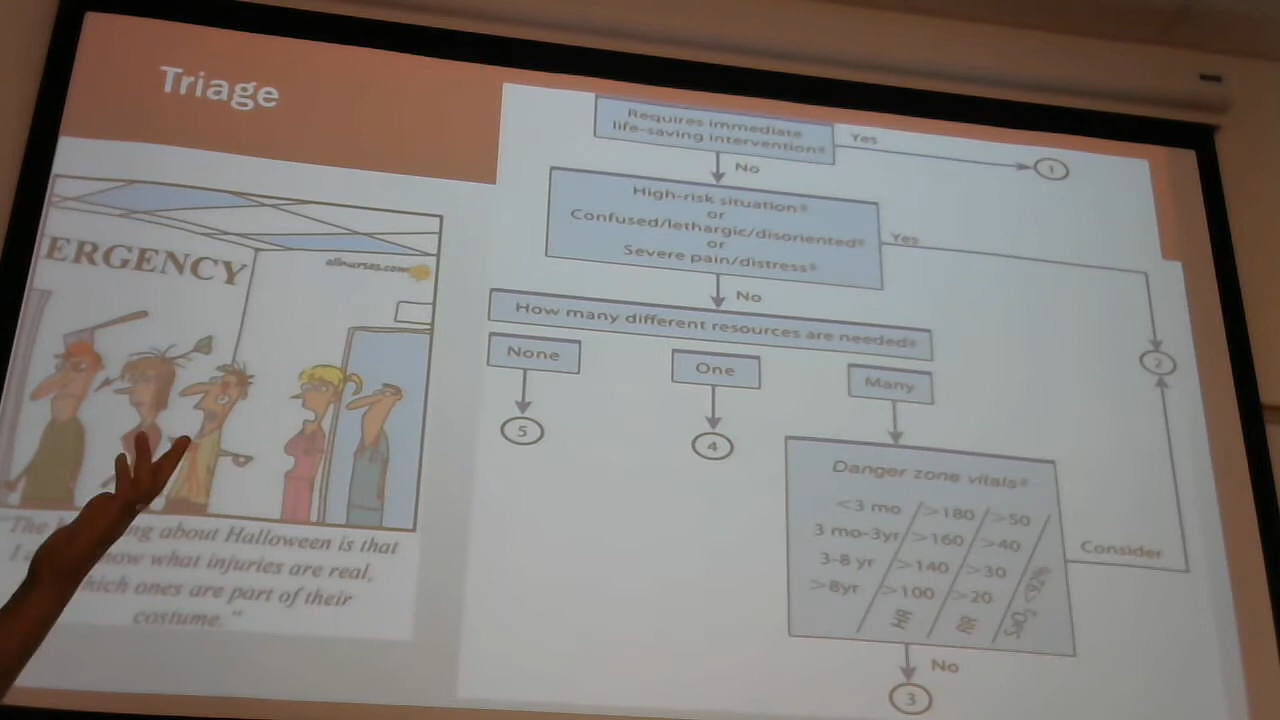 Triage
ERGENCY
allnurses.com
"The
ng about Halloween is that
I
now what injuries are real,
hich ones are part of their
costume."
Requires immediate
life-saving intervention?
Yes
1
No
High-risk situation?
or
Confused/lethargic/disoriented?
or
Severe pain/distress?
Yes
2
No
How many different resources are needed?
None
One
Many
5
4
Danger zone vitals?
<3 mo >180 >50
3 mo-3yr >160 >40
3-8 yr >140 >30
>8yr >100 >20
HR RR SaO₂ <92%
Consider
No
3